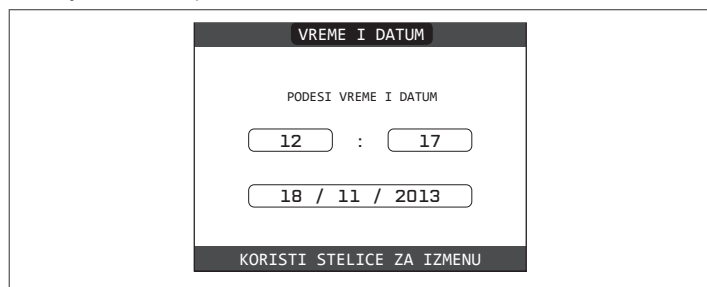 VREME I DATUM
PODESI VREME I DATUM
12 : 17
18 / 11 / 2013
KORISTI STELICE ZA IZMENU